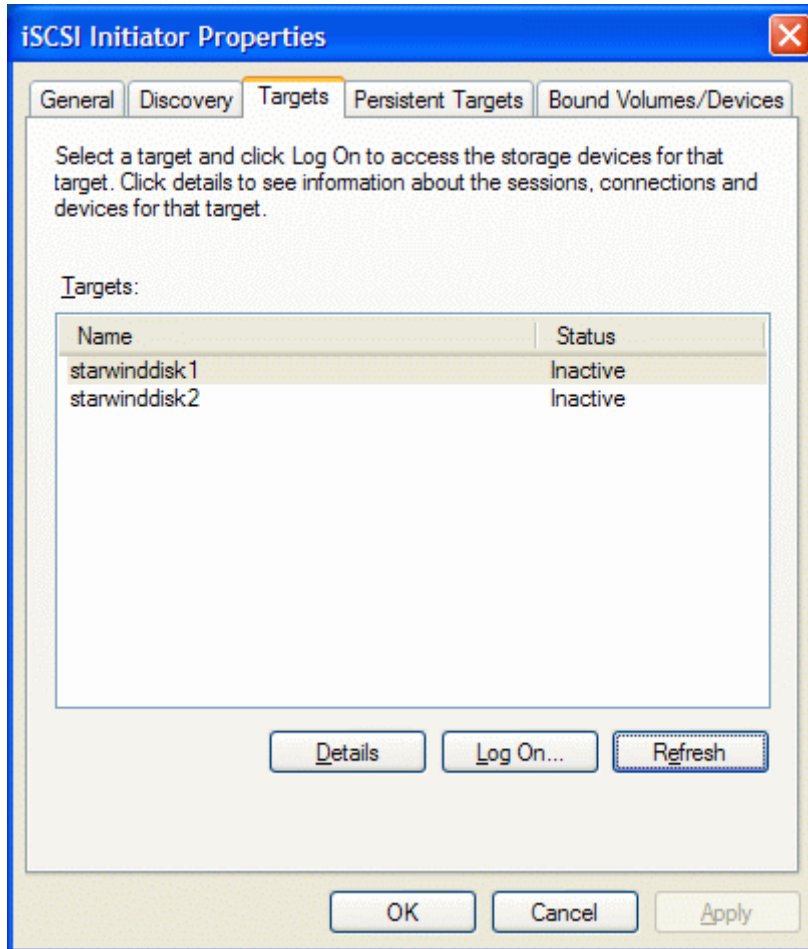 iSCSI Initiator Properties
General Discovery Targets Persistent Targets Bound Volumes/Devices
Select a target and click Log On to access the storage devices for that
target. Click details to see information about the sessions, connections and
devices for that target.
Targets:
Name Status
starwinddisk1 Inactive
starwinddisk2 Inactive
Details Log On... Refresh
OK Cancel Apply